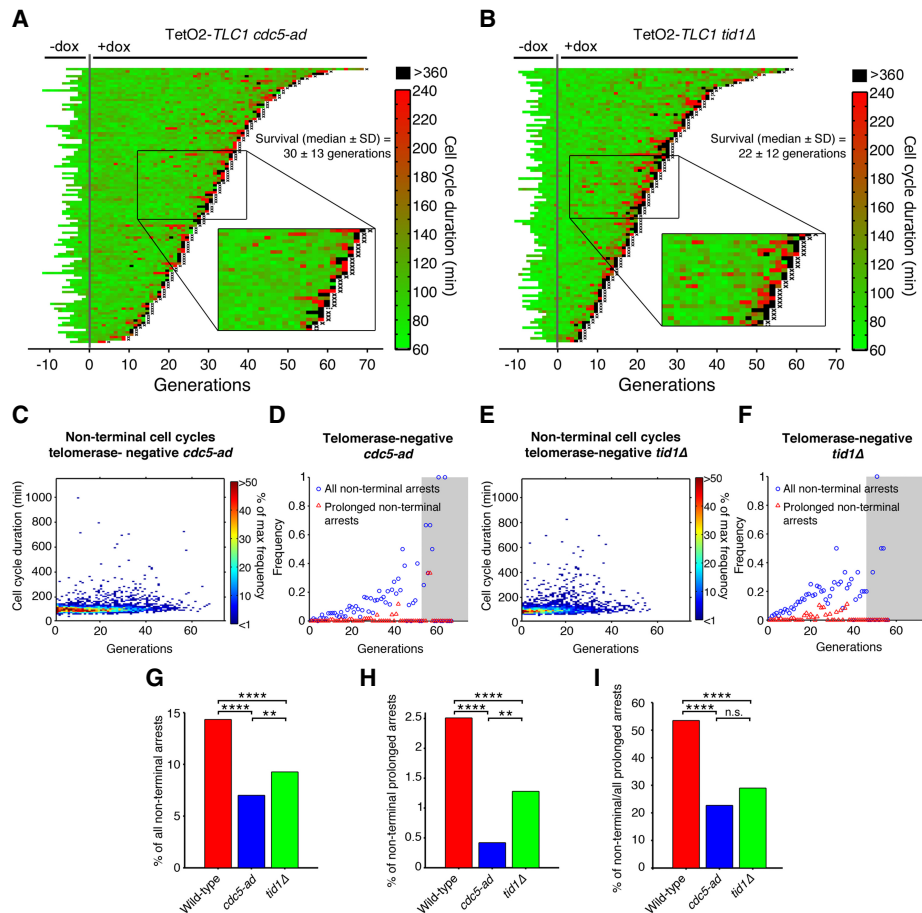 A
TetO2-TLC1 cdc5-ad
-dox
+dox
>360
240
220
200
180
160
140
120
100
80
60
Cell cycle duration (min)
Survival (median ± SD) =
30 ± 13 generations
-10 0 10 20 30 40 50 60 70
Generations
B
TetO2-TLC1 tid1Δ
-dox
+dox
>360
240
220
200
180
160
140
120
100
80
60
Cell cycle duration (min)
Survival (median ± SD) =
22 ± 12 generations
-10 0 10 20 30 40 50 60 70
Generations
C
Non-terminal cell cycles
telomerase- negative cdc5-ad
Cell cycle duration (min)
1000
800
600
400
200
0
0 20 40 60
Generations
>50
40
30
20
10
<1
% of max frequency
D
Telomerase-negative
cdc5-ad
All non-terminal arrests
Prolonged non-terminal
arrests
Frequency
1
0.8
0.6
0.4
0.2
0
0 20 40 60
Generations
E
Non-terminal cell cycles
telomerase-negative tid1Δ
Cell cycle duration (min)
1000
800
600
400
200
0
0 20 40 60
Generations
>50
40
30
20
10
<1
% of max frequency
F
Telomerase-negative
tid1Δ
All non-terminal arrests
Prolonged non-terminal
arrests
Frequency
1
0.8
0.6
0.4
0.2
0
0 20 40 60
Generations
G
% of all non-terminal arrests
15
10
5
0
****
****
**
Wild-type
cdc5-ad
tid1Δ
H
% of non-terminal prolonged arrests
2.5
2
1.5
1
0.5
0
****
****
**
Wild-type
cdc5-ad
tid1Δ
I
% of non-terminal/all prolonged arrests
60
50
40
30
20
10
0
****
****
n.s.
Wild-type
cdc5-ad
tid1Δ